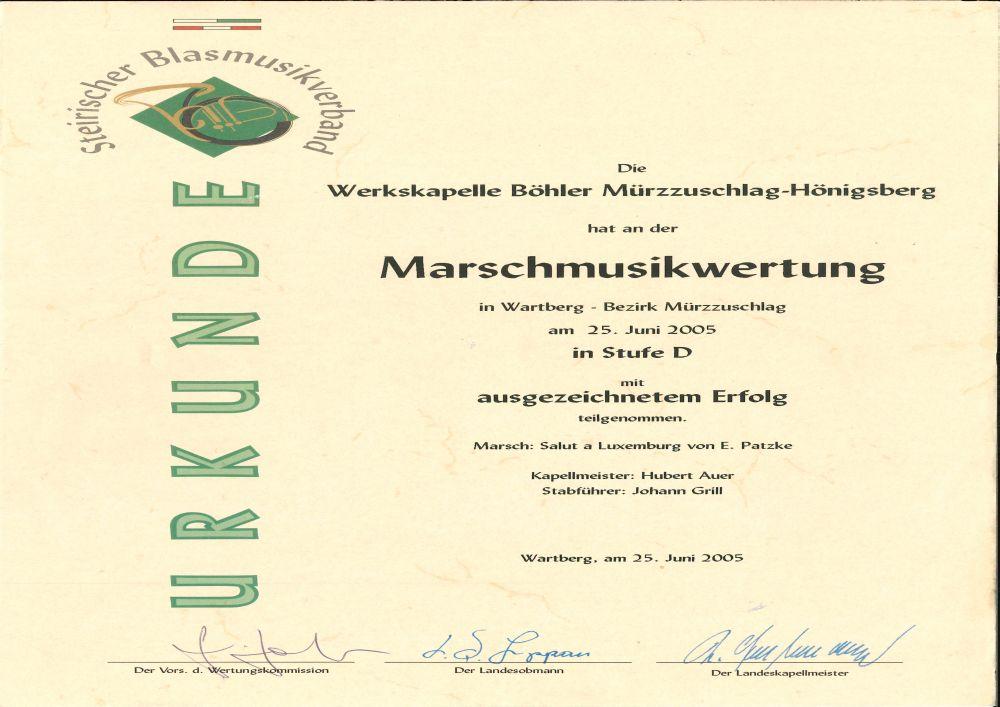 Steirischer Blasmusikverband
URKUNDE
Die
Werkskapelle Böhler Mürzzuschlag-Hönigsberg
hat an der
Marschmusikwertung
in Wartberg - Bezirk Mürzzuschlag
am 25. Juni 2005
in Stufe D
mit
ausgezeichnetem Erfolg
teilgenommen.
Marsch: Salut a Luxemburg von E. Patzke
Kapellmeister: Hubert Auer
Stabführer: Johann Grill
Wartberg, am 25. Juni 2005
Der Vors. d. Wertungskommission
Der Landesobmann
Der Landeskapellmeister